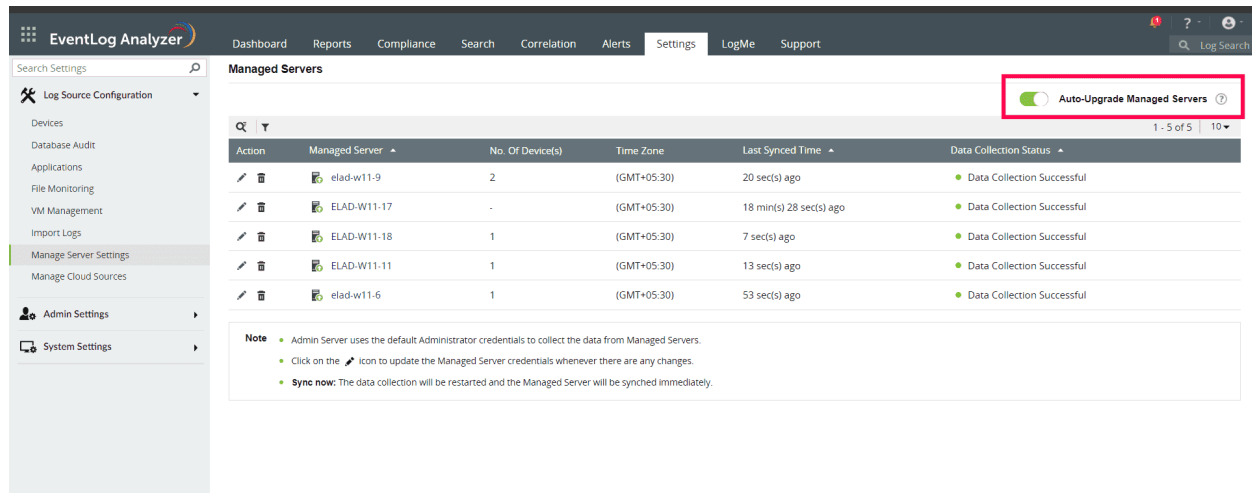 EventLog Analyzer
Dashboard Reports Compliance Search Correlation Alerts Settings LogMe Support
?
Log Search
Search Settings
Log Source Configuration
Devices
Database Audit
Applications
File Monitoring
VM Management
Import Logs
Manage Server Settings
Manage Cloud Sources
Admin Settings
System Settings
Managed Servers
Auto-Upgrade Managed Servers ?
1 - 5 of 5 10
Action Managed Server No. Of Device(s) Time Zone Last Synced Time Data Collection Status
elad-w11-9 2 (GMT+05:30) 20 sec(s) ago Data Collection Successful
ELAD-W11-17 - (GMT+05:30) 18 min(s) 28 sec(s) ago Data Collection Successful
ELAD-W11-18 1 (GMT+05:30) 7 sec(s) ago Data Collection Successful
ELAD-W11-11 1 (GMT+05:30) 13 sec(s) ago Data Collection Successful
elad-w11-6 1 (GMT+05:30) 53 sec(s) ago Data Collection Successful
Note • Admin Server uses the default Administrator credentials to collect the data from Managed Servers.
• Click on the icon to update the Managed Server credentials whenever there are any changes.
• Sync now: The data collection will be restarted and the Managed Server will be synched immediately.